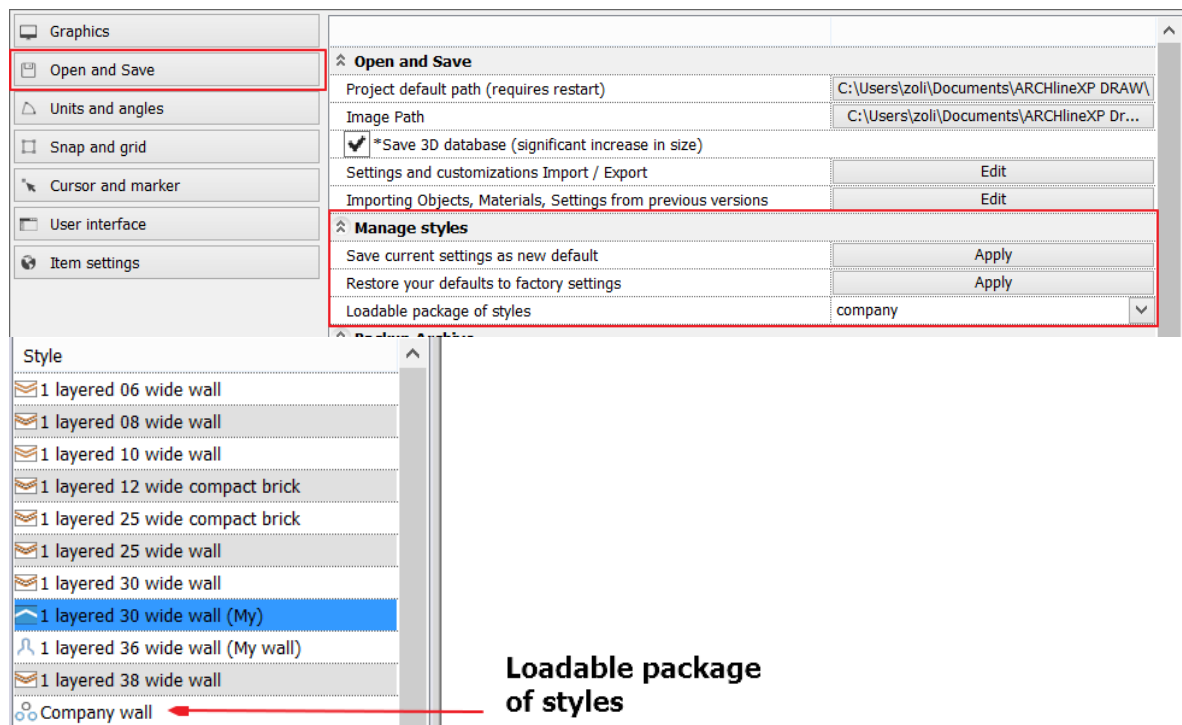 Graphics
Open and Save
Units and angles
Snap and grid
Cursor and marker
User interface
Item settings
Open and Save
Project default path (requires restart) C:\Users\zoli\Documents\ARCHlineXP DRAW\
Image Path C:\Users\zoli\Documents\ARCHlineXP Dr...
*Save 3D database (significant increase in size)
Settings and customizations Import / Export Edit
Importing Objects, Materials, Settings from previous versions Edit
Manage styles
Save current settings as new default Apply
Restore your defaults to factory settings Apply
Loadable package of styles company
Backup Archive
Style
1 layered 06 wide wall
1 layered 08 wide wall
1 layered 10 wide wall
1 layered 12 wide compact brick
1 layered 25 wide compact brick
1 layered 25 wide wall
1 layered 30 wide wall
1 layered 30 wide wall (My)
1 layered 36 wide wall (My wall)
1 layered 38 wide wall
Company wall
Loadable package
of styles